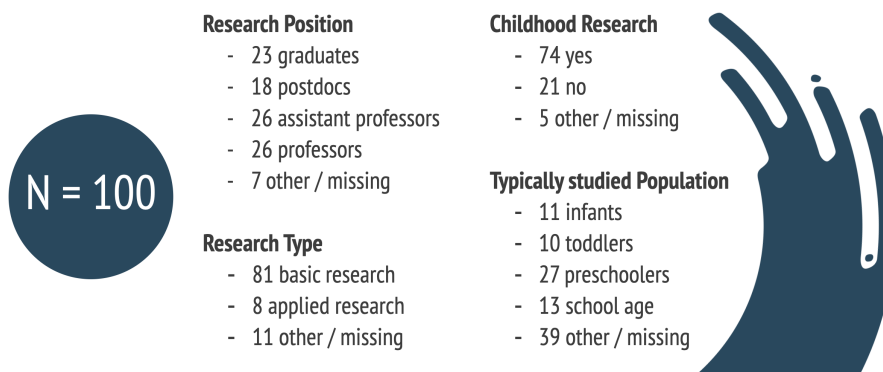 N = 100
Research Position
- 23 graduates
- 18 postdocs
- 26 assistant professors
- 26 professors
- 7 other / missing
Research Type
- 81 basic research
- 8 applied research
- 11 other / missing
Childhood Research
- 74 yes
- 21 no
- 5 other / missing
Typically studied Population
- 11 infants
- 10 toddlers
- 27 preschoolers
- 13 school age
- 39 other / missing